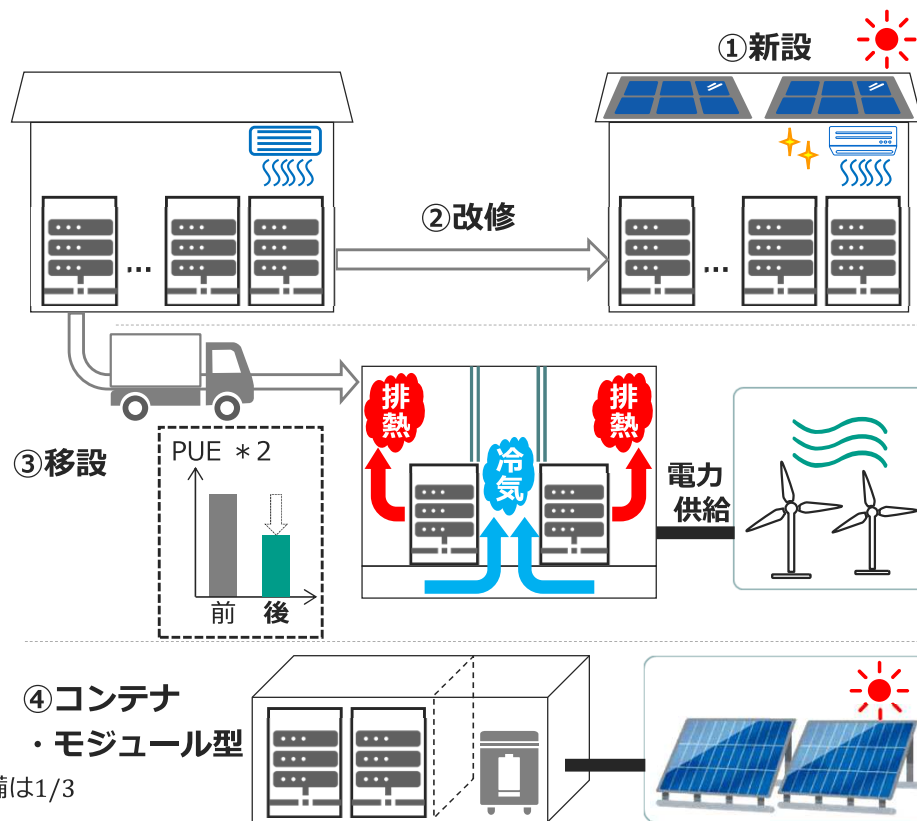 ①新設
②改修
...
...
③移設
PUE *2
前
後
排熱
冷気
排熱
電力
供給
④コンテナ
・モジュール型
備は1/3